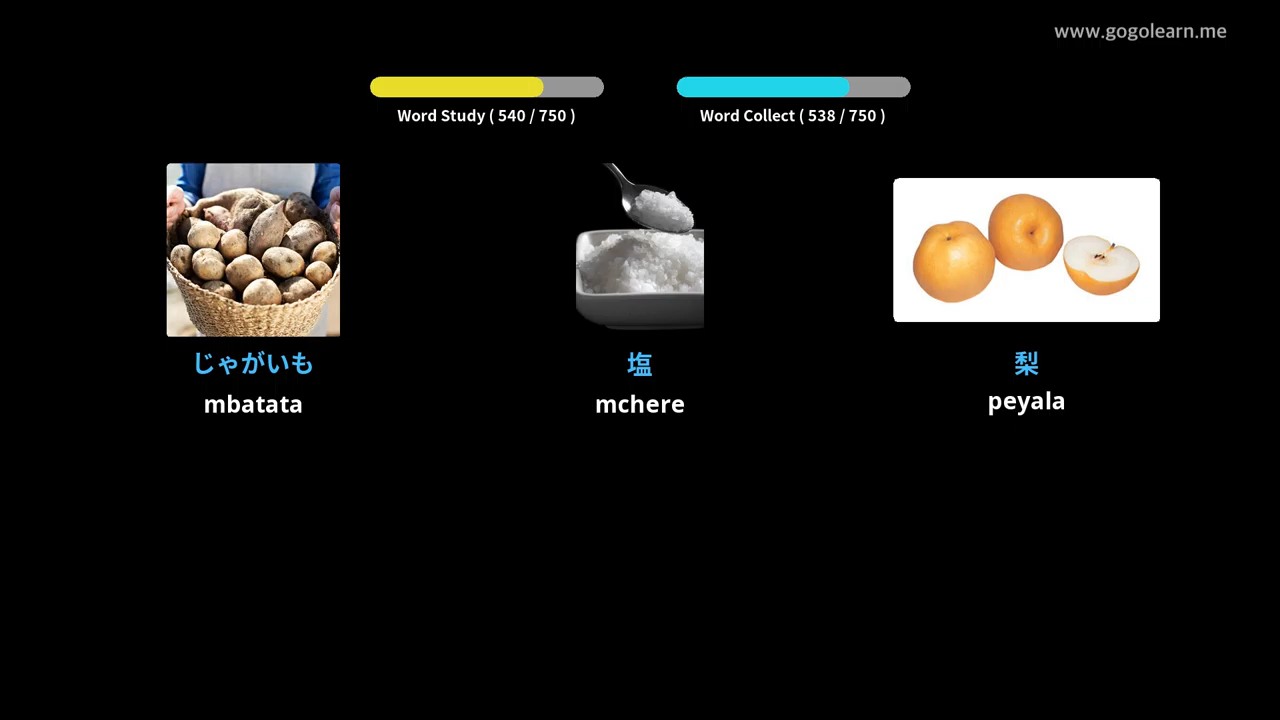 www.gogolearn.me
Word Study ( 540 / 750 )
Word Collect ( 538 / 750 )
じゃがいも
塩
梨
mbatata
mchere
peyala